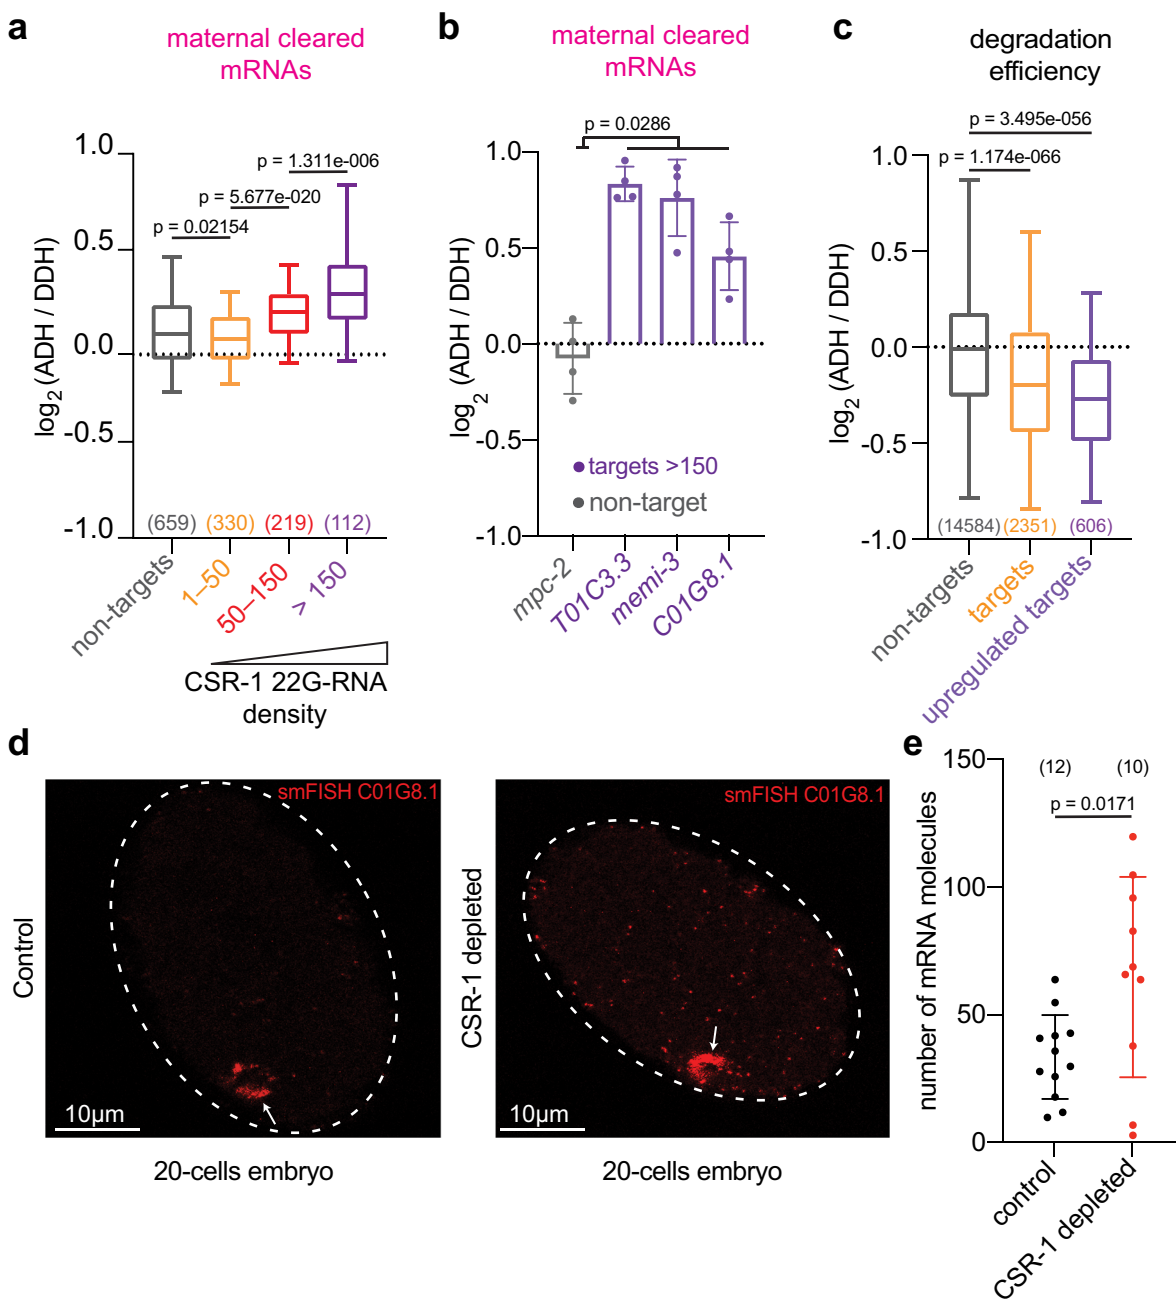 a
maternal cleared
mRNAs
log2 (ADH / DDH)
1.0
0.5
0.0
-0.5
-1.0
p = 1.311e-006
p = 5.677e-020
p = 0.02154
(659)
(330)
(219)
(112)
non-targets
1–50
50–150
> 150
CSR-1 22G-RNA
density
b
maternal cleared
mRNAs
p = 0.0286
log2 (ADH / DDH)
1.0
0.5
0.0
-0.5
-1.0
targets >150
non-target
mpc-2
T01C3.3
memi-3
C01G8.1
c
degradation
efficiency
p = 3.495e-056
p = 1.174e-066
log2 (ADH / DDH)
1.0
0.5
0.0
-0.5
-1.0
(14584)
(2351)
(606)
non-targets
targets
upregulated targets
d
Control
smFISH C01G8.1
10μm
20-cells embryo
CSR-1 depleted
smFISH C01G8.1
10μm
20-cells embryo
e
number of mRNA molecules
150
100
50
0
(12)
(10)
p = 0.0171
control
CSR-1 depleted